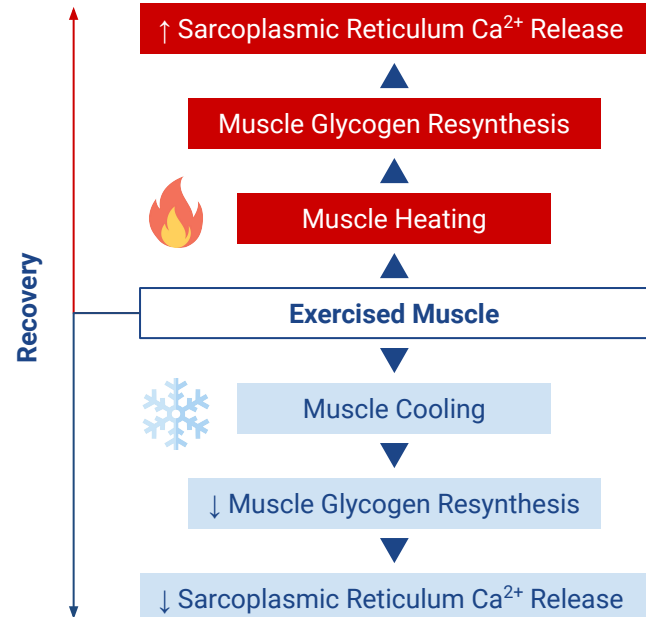 ↑ Sarcoplasmic Reticulum Ca²⁺ Release
Muscle Glycogen Resynthesis
Muscle Heating
Recovery
Exercised Muscle
Muscle Cooling
↓ Muscle Glycogen Resynthesis
↓ Sarcoplasmic Reticulum Ca²⁺ Release